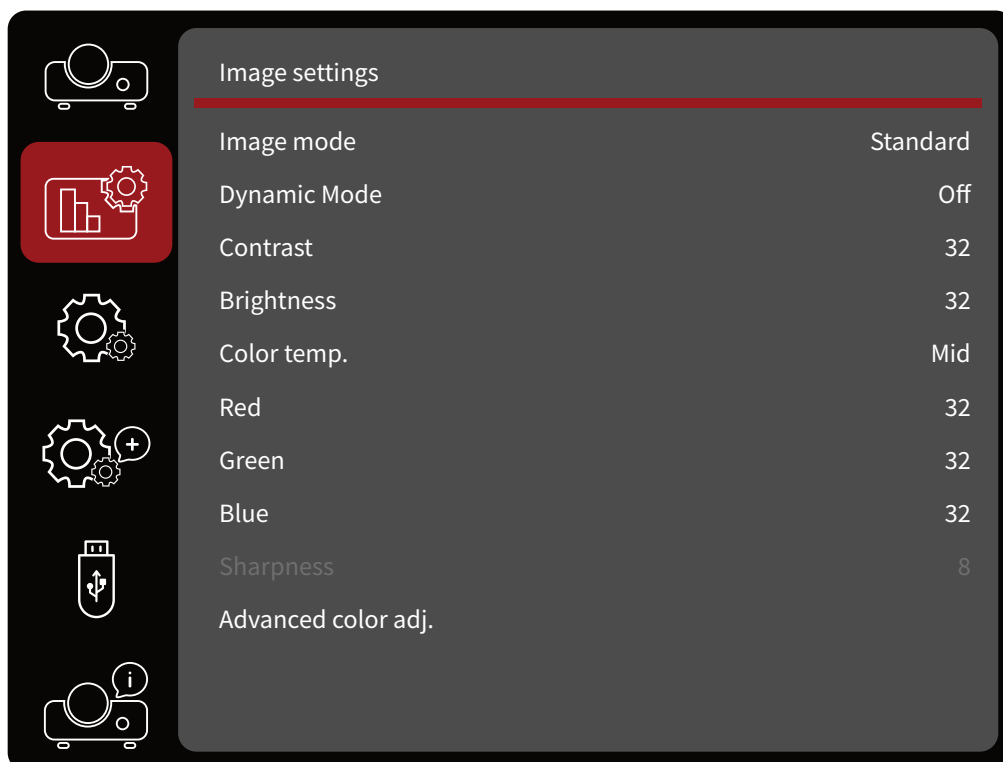 Image settings
Image mode Standard
Dynamic Mode Off
Contrast 32
Brightness 32
Color temp. Mid
Red 32
Green 32
Blue 32
Sharpness 8
Advanced color adj.